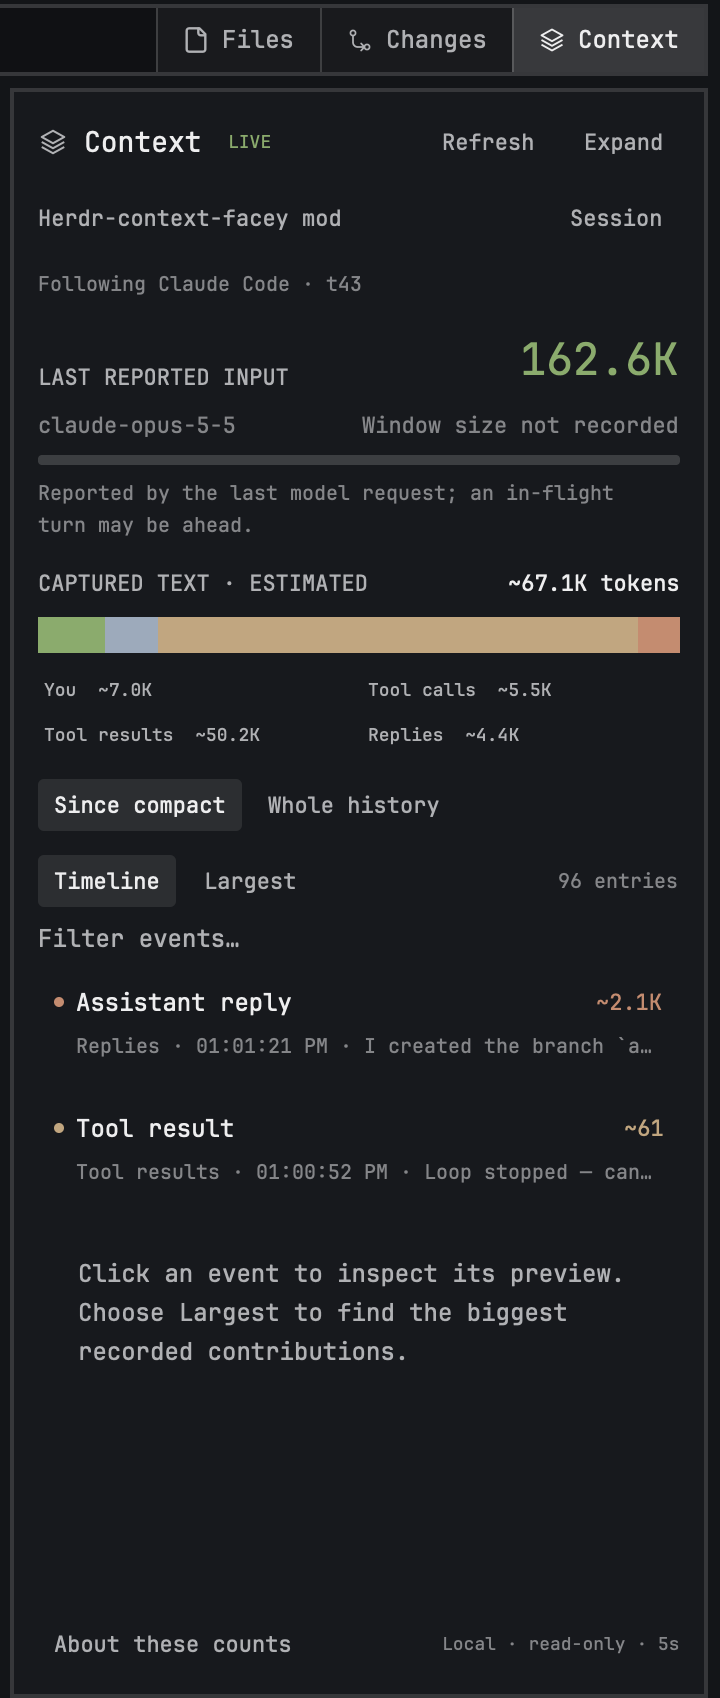 Files Changes Context
Context LIVE Refresh Expand
Herdr-context-facey mod Session
Following Claude Code · t43
162.6K
LAST REPORTED INPUT
claude-opus-5-5 Window size not recorded
Reported by the last model request; an in-flight
turn may be ahead.
CAPTURED TEXT · ESTIMATED ~67.1K tokens
You ~7.0K Tool calls ~5.5K
Tool results ~50.2K Replies ~4.4K
Since compact Whole history
Timeline Largest 96 entries
Filter events…
Assistant reply ~2.1K
Replies · 01:01:21 PM · I created the branch `a…
Tool result ~61
Tool results · 01:00:52 PM · Loop stopped — can…
Click an event to inspect its preview.
Choose Largest to find the biggest
recorded contributions.
About these counts Local · read-only · 5s